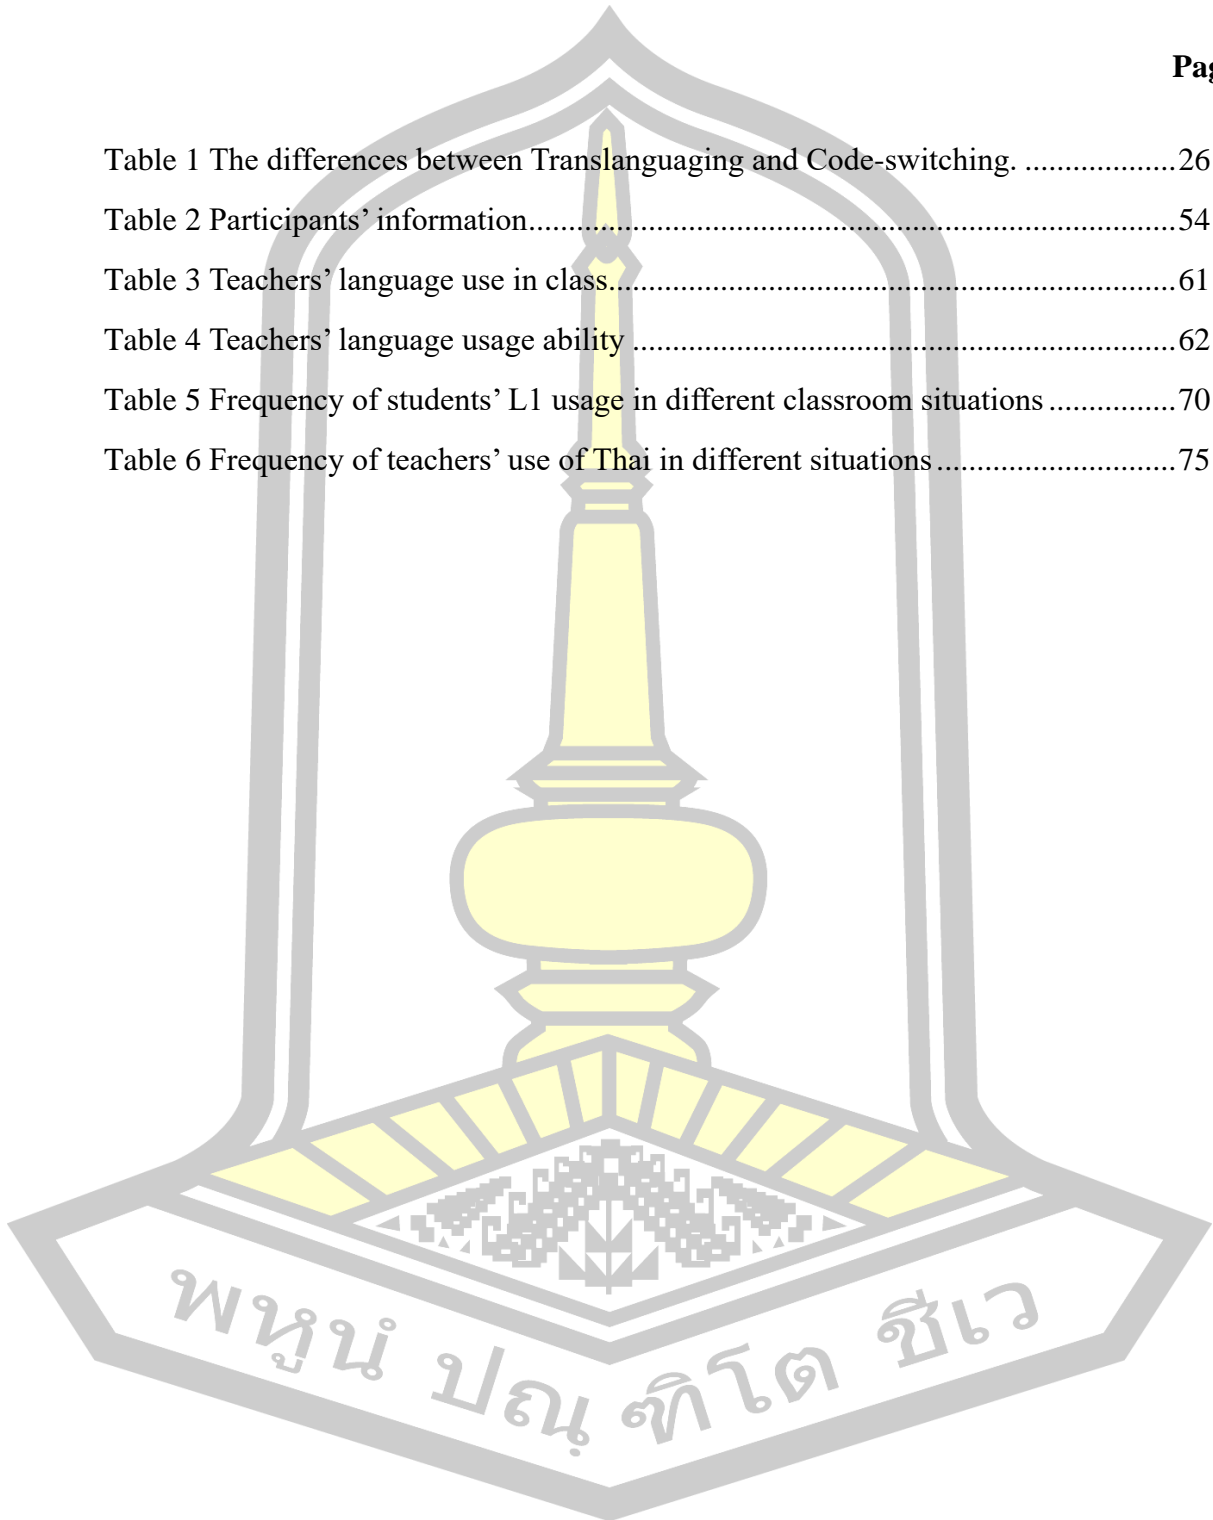 Pag
Table 1 The differences between Translanguaging and Code-switching. ..................26
Table 2 Participants’ information....................................................................................54
Table 3 Teachers’ language use in class.........................................................................61
Table 4 Teachers’ language usage ability ......................................................................62
Table 5 Frequency of students’ L1 usage in different classroom situations ................70
Table 6 Frequency of teachers’ use of Thai in different situations ..............................75
พหูนํ ปณฺฑิโต ชีเว